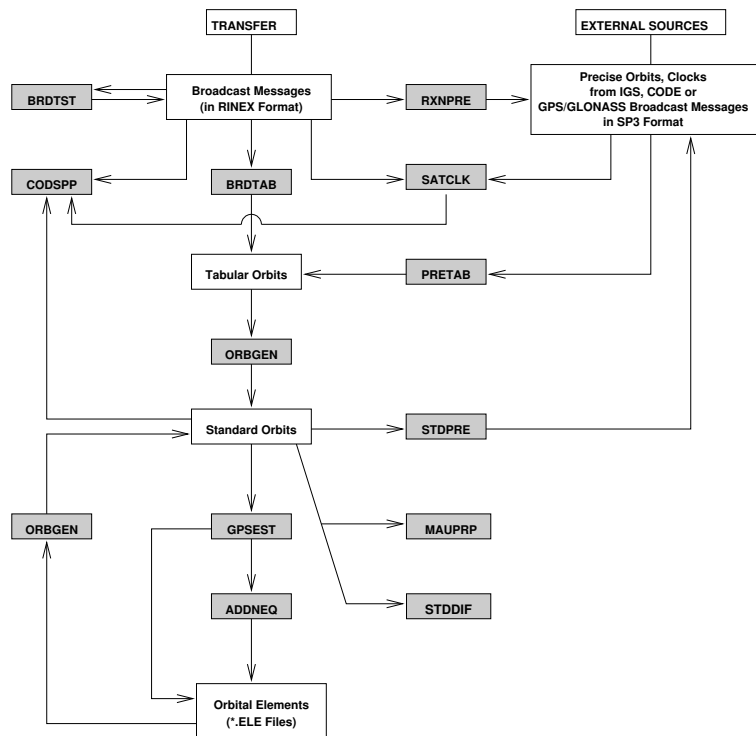 TRANSFER
EXTERNAL SOURCES
BRDTST
Broadcast Messages
(in RINEX Format)
RXNPRE
Precise Orbits, Clocks
from IGS, CODE or
GPS/GLONASS Broadcast Messages
in SP3 Format
CODSPP
BRDTAB
SATCLK
Tabular Orbits
PRETAB
ORBGEN
Standard Orbits
STDPRE
ORBGEN
GPSEST
MAUPRP
ADDNEQ
STDDIF
Orbital Elements
(*.ELE Files)